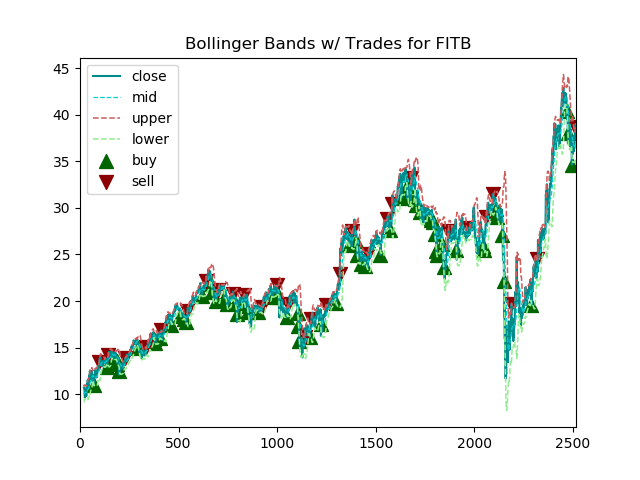 Bollinger Bands w/ Trades for FITB
45
40
35
30
25
20
15
10
close
mid
upper
lower
buy
sell
0 500 1000 1500 2000 2500